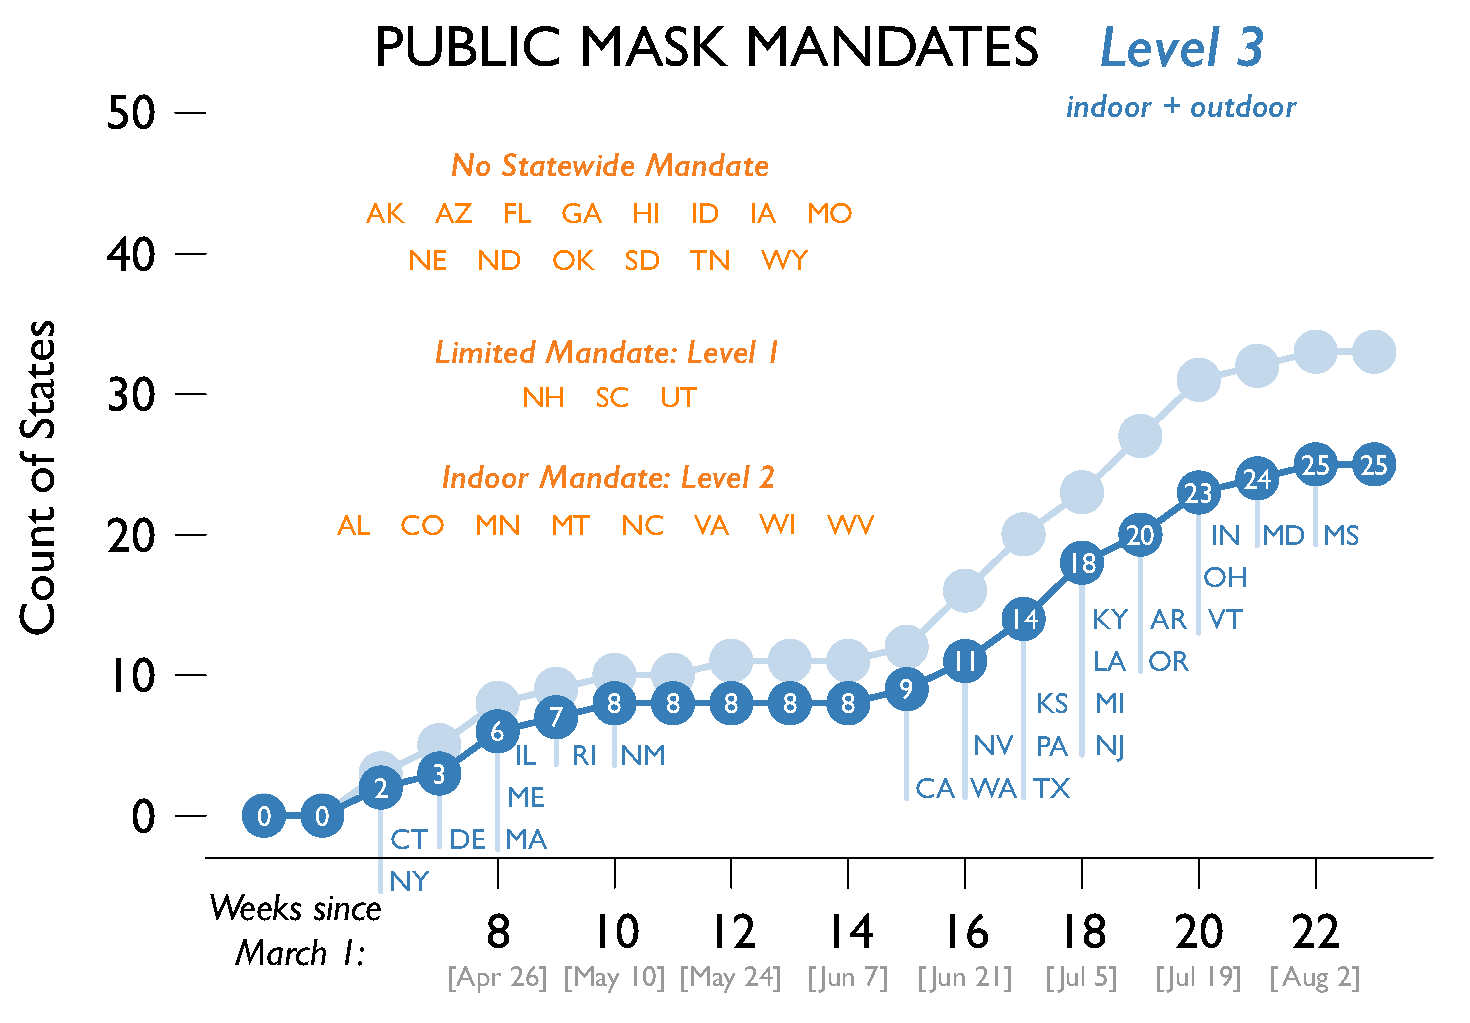 PUBLIC MASK MANDATES Level 3
indoor + outdoor
50
No Statewide Mandate
AK AZ FL GA HI ID IA MO
40
NE ND OK SD TN WY
Limited Mandate: Level 1
30
NH SC UT
Indoor Mandate: Level 2
AL CO MN MT NC VA WI WV
20
10
0
Count of States
0 0 2 3 6 7 8 8 8 8 8 9 11 14 18 20 23 24 25 25
IN MD MS
OH
KY AR VT
LA OR
KS MI
IL RI NM NV PA NJ
ME CA WA TX
CT DE MA
NY
Weeks since
March 1:
8 10 12 14 16 18 20 22
[Apr 26] [May 10] [May 24] [Jun 7] [Jun 21] [Jul 5] [Jul 19] [Aug 2]